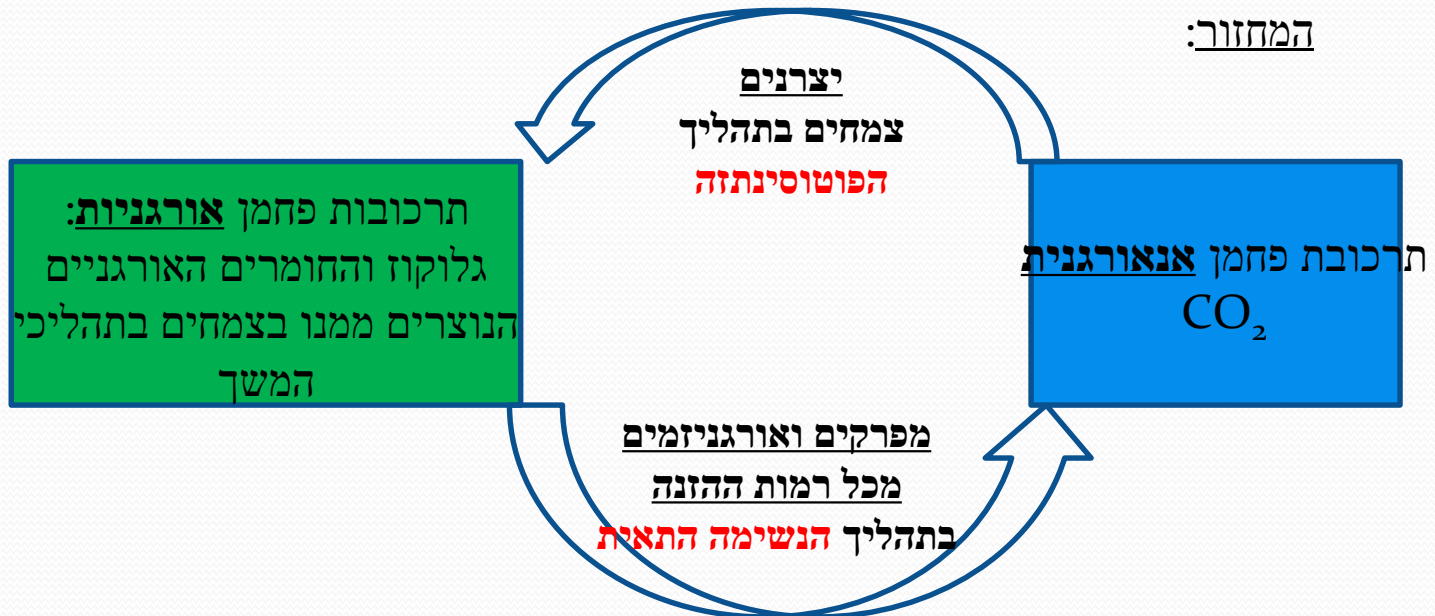 המחזור:
יצרנים
צמחים בתהליך
הפוטוסינתזה
תרכובת פחמן אנאורגנית
CO₂
תרכובות פחמן אורגניות:
גלוקוז והחומרים האורגניים
הנוצרים ממנו בצמחים בתהליכי
המשך
מפרקים ואורגניזמים
מכל רמות ההזנה
בתהליך הנשימה התאית